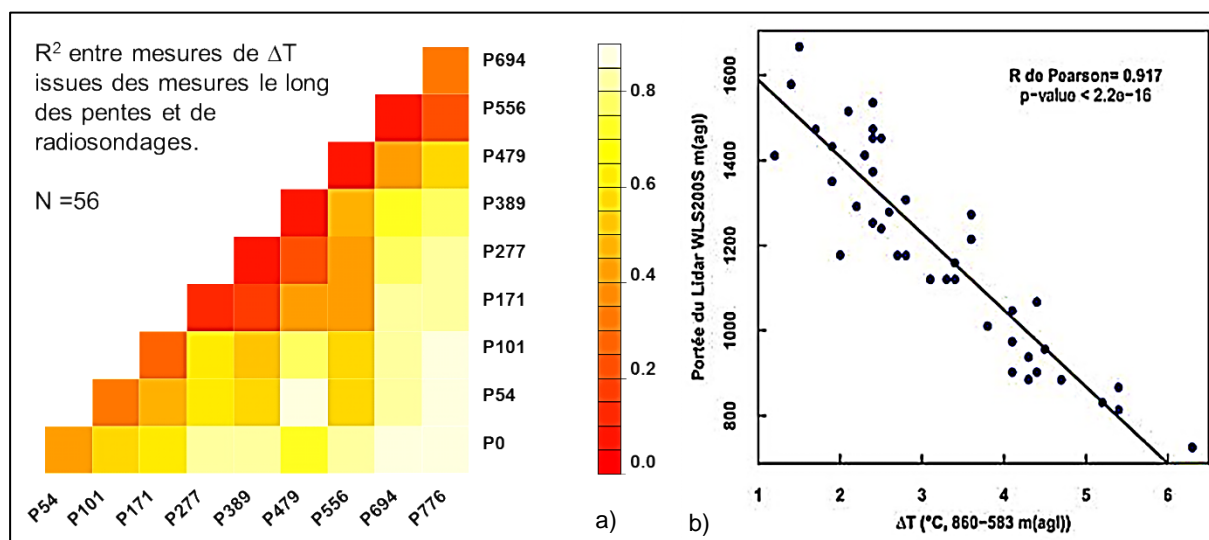 R² entre mesures de ΔT
issues des mesures le long
des pentes et de
radiosondages.
N =56
P694
P556
P479
P389
P277
P171
P101
P54
P0
P54
P101
P171
P277
P389
P479
P556
P694
P776
0.8
0.6
0.4
0.2
0.0
a)
b)
R do Pearson= 0.917
p-valuo < 2.2o-16
Portée du Lidar WLS200S m(agl)
1600
1400
1200
1000
800
1
2
3
4
5
6
ΔT (°C, 860−583 m(agl))